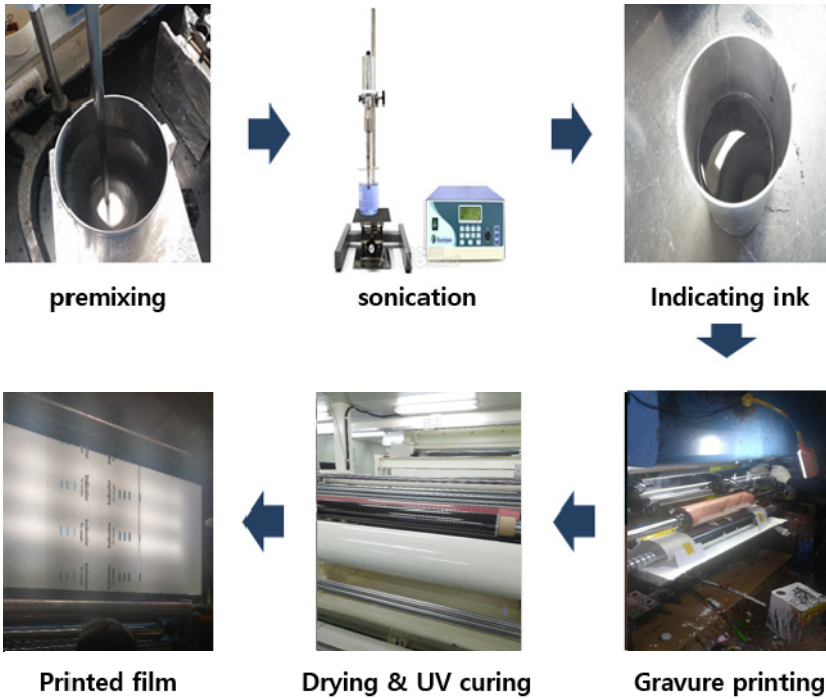 premixing
sonication
Indicating ink
Printed film
Drying & UV curing
Gravure printing